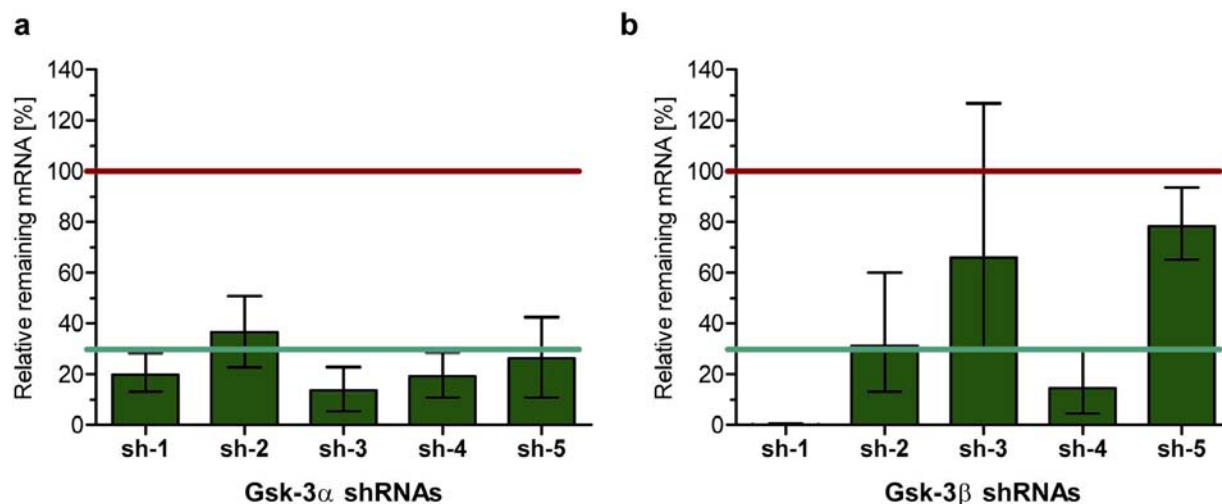 a
Relative remaining mRNA [%]
140
120
100
80
60
40
20
0
sh-1 sh-2 sh-3 sh-4 sh-5
Gsk-3α shRNAs
b
Relative remaining mRNA [%]
140
120
100
80
60
40
20
0
sh-1 sh-2 sh-3 sh-4 sh-5
Gsk-3β shRNAs